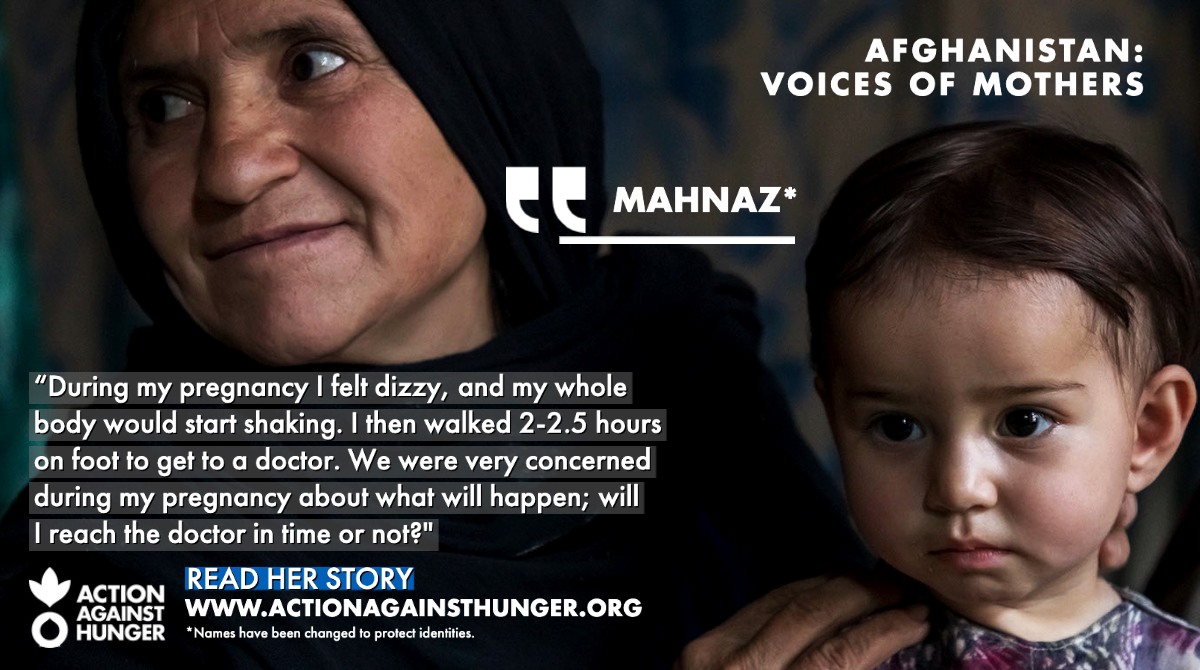 AFGHANISTAN:
VOICES OF MOTHERS
MAHNAZ*
“During my pregnancy I felt dizzy, and my whole
body would start shaking. I then walked 2-2.5 hours
on foot to get to a doctor. We were very concerned
during my pregnancy about what will happen; will
I reach the doctor in time or not?"
READ HER STORY
WWW.ACTIONAGAINSTHUNGER.ORG
*Names have been changed to protect identities.
ACTION
AGAINST
HUNGER